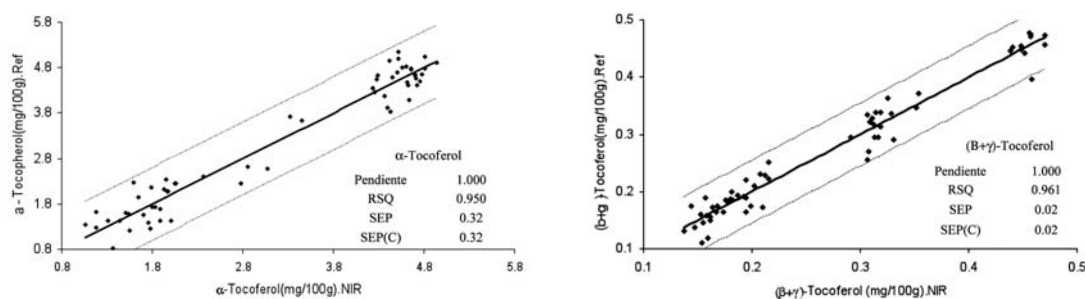 5.8
4.8
3.8
2.8
1.8
0.8
a - Tocopherol(mg/100g).Ref
α-Tocoferol
Pendiente 1.000
RSQ 0.950
SEP 0.32
SEP(C) 0.32
0.8 1.8 2.8 3.8 4.8 5.8
α-Tocoferol(mg/100g).NIR
0.5
0.4
0.3
0.2
0.1
(b+g )-Tocoferol(mg/100g).Ref
(B+γ)-Tocoferol
Pendiente 1.000
RSQ 0.961
SEP 0.02
SEP(C) 0.02
0.1 0.2 0.3 0.4 0.5
(β+γ)-Tocoferol (mg/100g).NIR